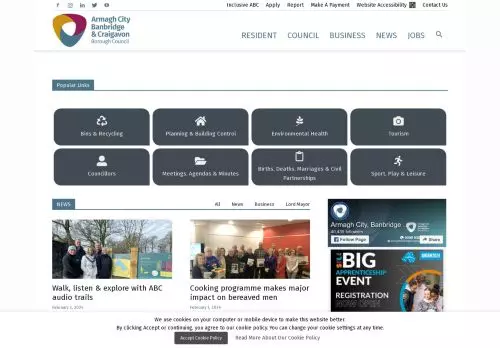 Inclusive ABC Apply Report Make A Payment Website Accessibility Contact Us
Armagh City
Banbridge
& Craigavon
Borough Council
RESIDENT COUNCIL BUSINESS NEWS JOBS
Popular Links
Bins & Recycling
Planning & Building Control
Environmental Health
Tourism
Councillors
Meetings, Agendas & Minutes
Births, Deaths, Marriages & Civil
Partnerships
Sport, Play & Leisure
NEWS
All News Business Lord Mayor
Walk, listen & explore with ABC
audio trails
Cooking programme makes major
impact on bereaved men
Armagh City, Banbridge
Follow Page
Share
BIG
APPRENTICESHIP
EVENT
REGISTRATION
NOW OPEN
We use cookies on your computer or mobile device to make this website better.
By clicking Accept or continuing, you agree to our cookie policy. You can change your cookie settings at any time.
Accept Cookie Policy
Read More About Our Cookie Policy